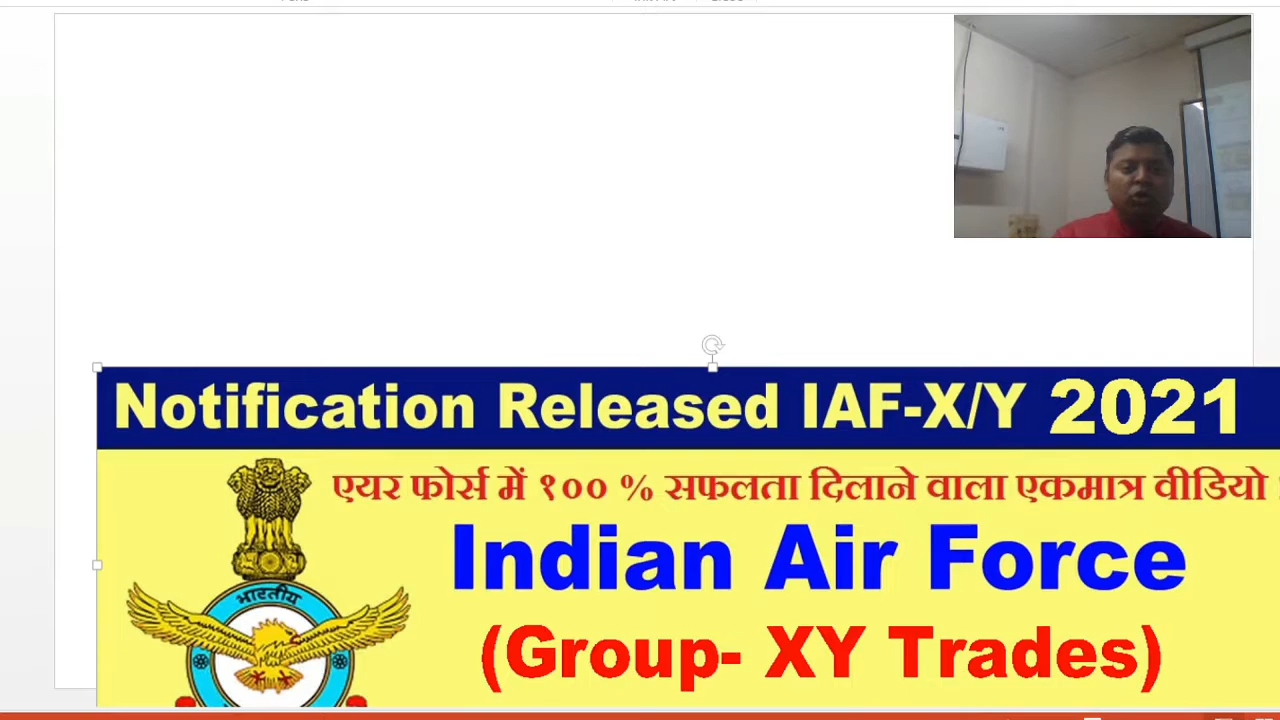 Notification Released IAF-X/Y 2021
एयर फोर्स में १०० % सफलता दिलाने वाला एकमात्र वीडियो
Indian Air Force
भारतीय
(Group- XY Trades)